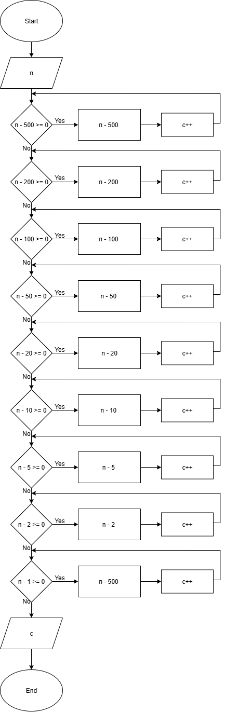 Start
n
n - 500 >= 0
Yes
n - 500
c++
No
n - 200 >= 0
Yes
n - 200
c++
No
n - 100 >= 0
Yes
n - 100
c++
No
n - 50 >= 0
Yes
n - 50
c++
No
n - 20 >= 0
Yes
n - 20
c++
No
n - 10 >= 0
Yes
n - 10
c++
No
n - 5 >= 0
Yes
n - 5
c++
No
n - 2 >= 0
Yes
n - 2
c++
No
n - 1 >= 0
Yes
n - 500
c++
No
c
End